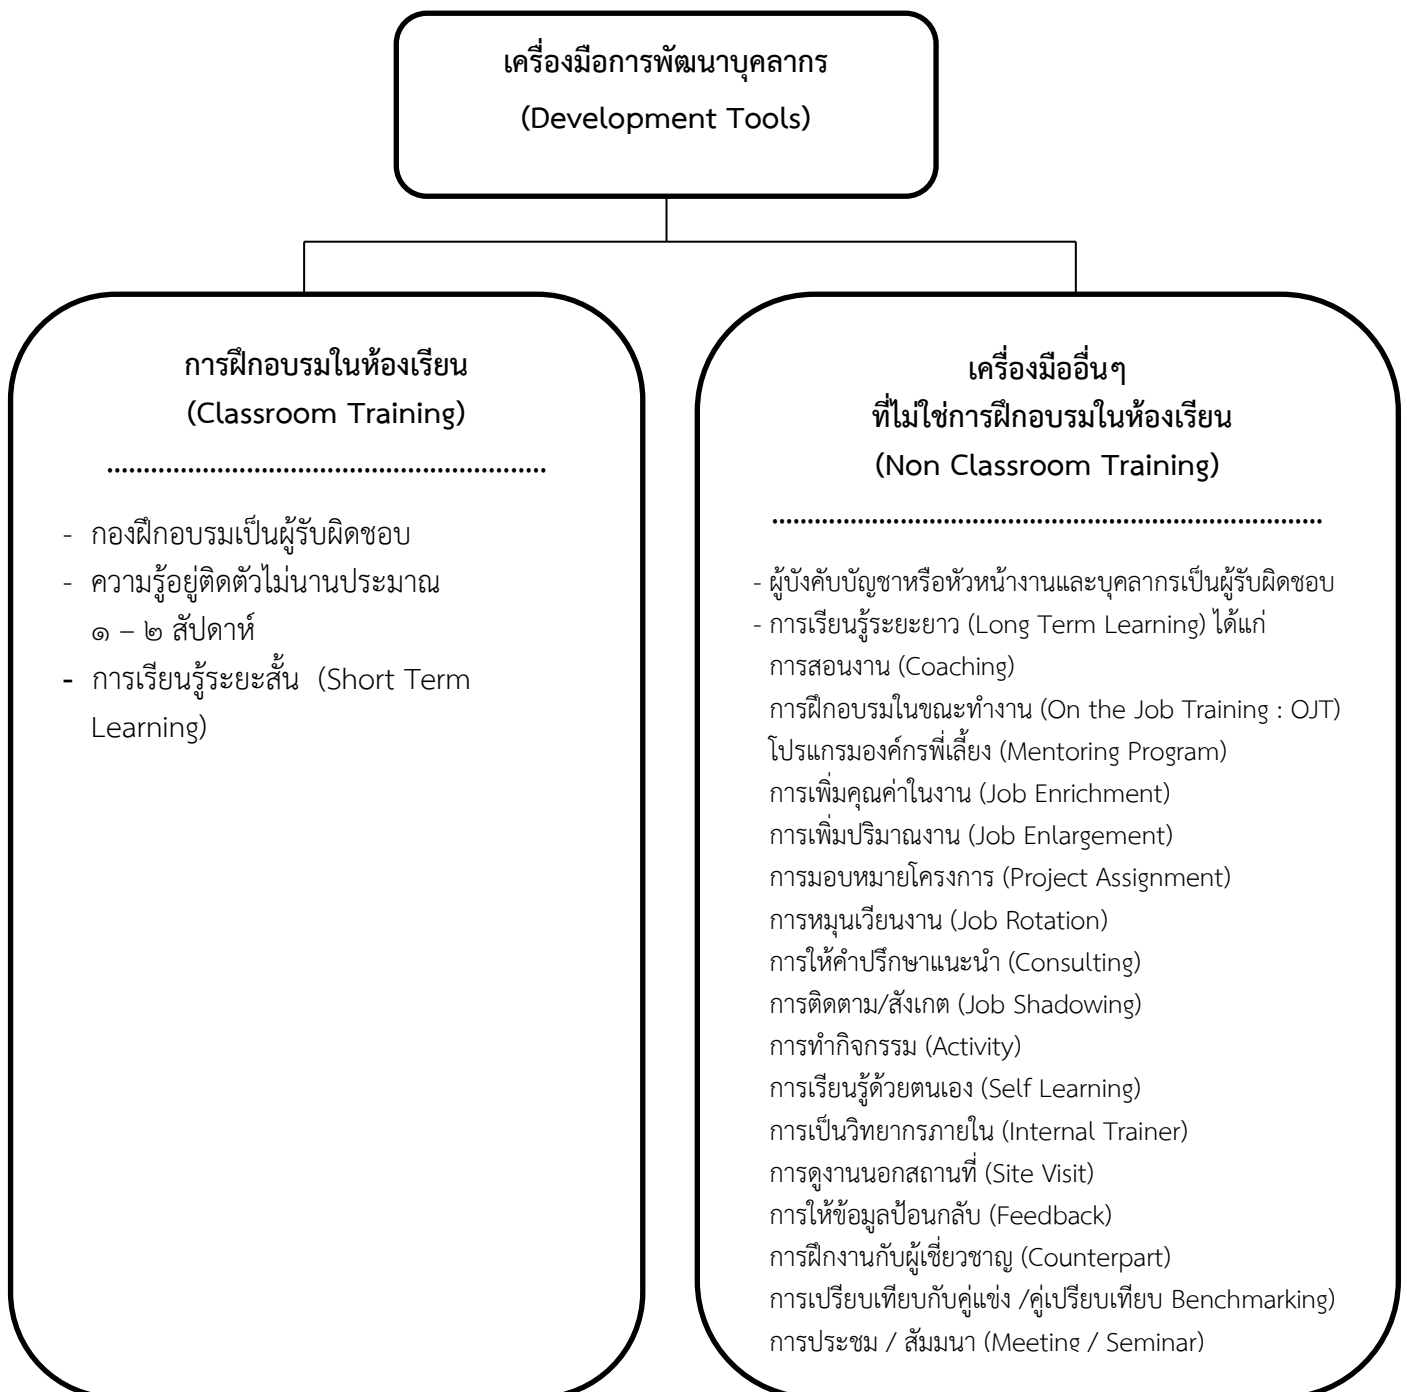 เครื่องมือการพัฒนาบุคลากร
(Development Tools)
การฝึกอบรมในห้องเรียน
(Classroom Training)
............................................................
- กองฝึกอบรมเป็นผู้รับผิดชอบ
- ความรู้อยู่ติดตัวไม่นานประมาณ
๑ – ๒ สัปดาห์
- การเรียนรู้ระยะสั้น (Short Term
Learning)
เครื่องมืออื่นๆ
ที่ไม่ใช่การฝึกอบรมในห้องเรียน
(Non Classroom Training)
...........................................................................
- ผู้บังคับบัญชาหรือหัวหน้างานและบุคลากรเป็นผู้รับผิดชอบ
- การเรียนรู้ระยะยาว (Long Term Learning) ได้แก่
การสอนงาน (Coaching)
การฝึกอบรมในขณะทำงาน (On the Job Training : OJT)
โปรแกรมองค์กรพี่เลี้ยง (Mentoring Program)
การเพิ่มคุณค่าในงาน (Job Enrichment)
การเพิ่มปริมาณงาน (Job Enlargement)
การมอบหมายโครงการ (Project Assignment)
การหมุนเวียนงาน (Job Rotation)
การให้คำปรึกษาแนะนำ (Consulting)
การติดตาม/สังเกต (Job Shadowing)
การทำกิจกรรม (Activity)
การเรียนรู้ด้วยตนเอง (Self Learning)
การเป็นวิทยากรภายใน (Internal Trainer)
การดูงานนอกสถานที่ (Site Visit)
การให้ข้อมูลป้อนกลับ (Feedback)
การฝึกงานกับผู้เชี่ยวชาญ (Counterpart)
การเปรียบเทียบกับคู่แข่ง /คู่เปรียบเทียบ Benchmarking)
การประชุม / สัมมนา (Meeting / Seminar)